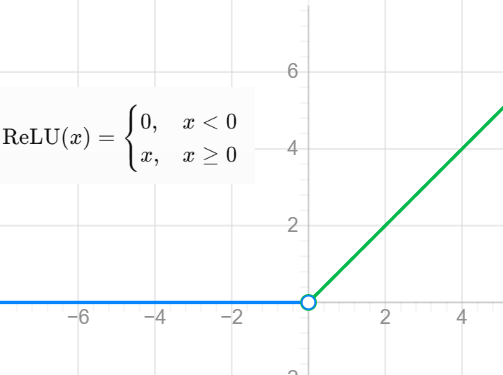 6
ReLU(x) = { 0, x < 0
x, x ≥ 0
4
2
−6 −4 −2 2 4